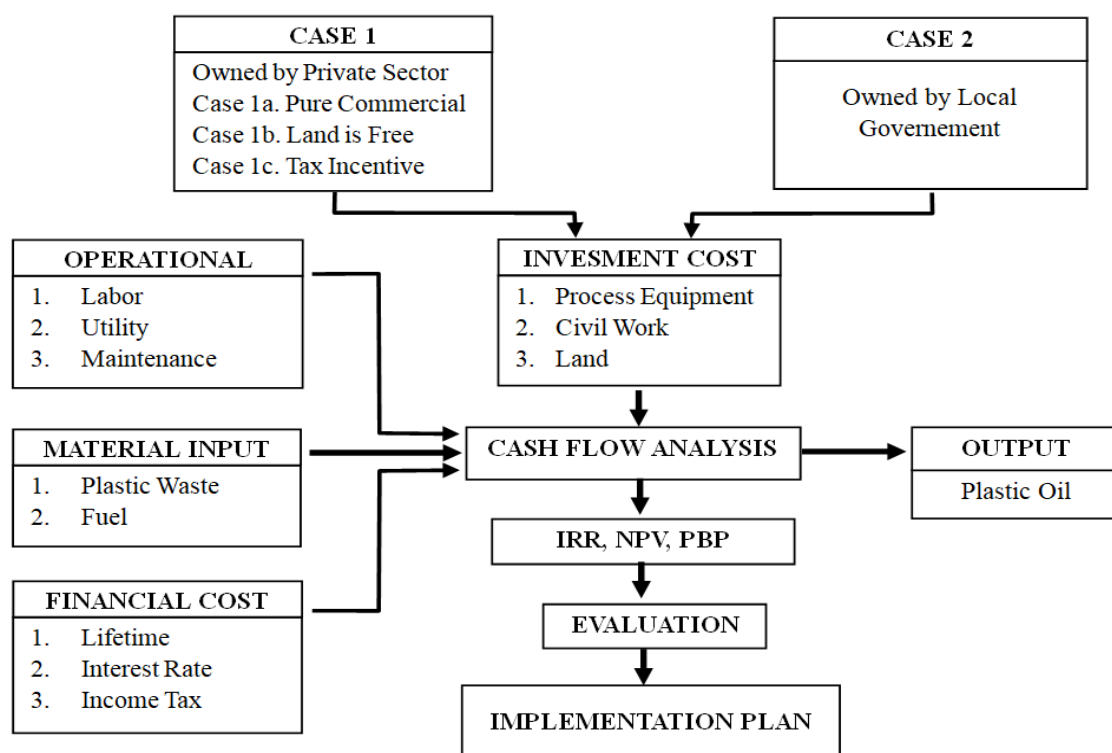 CASE 1
Owned by Private Sector
Case 1a. Pure Commercial
Case 1b. Land is Free
Case 1c. Tax Incentive
CASE 2
Owned by Local
Governement
OPERATIONAL
1. Labor
2. Utility
3. Maintenance
INVESMENT COST
1. Process Equipment
2. Civil Work
3. Land
MATERIAL INPUT
1. Plastic Waste
2. Fuel
CASH FLOW ANALYSIS
OUTPUT
Plastic Oil
IRR, NPV, PBP
FINANCIAL COST
1. Lifetime
2. Interest Rate
3. Income Tax
EVALUATION
IMPLEMENTATION PLAN